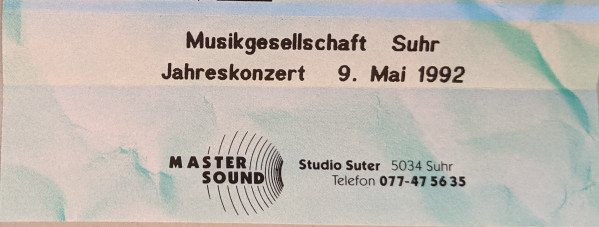 Musikgesellschaft Suhr
Jahreskonzert 9. Mai 1992
MASTER SOUND
Studio Suter 5034 Suhr
Telefon 077-47 56 35